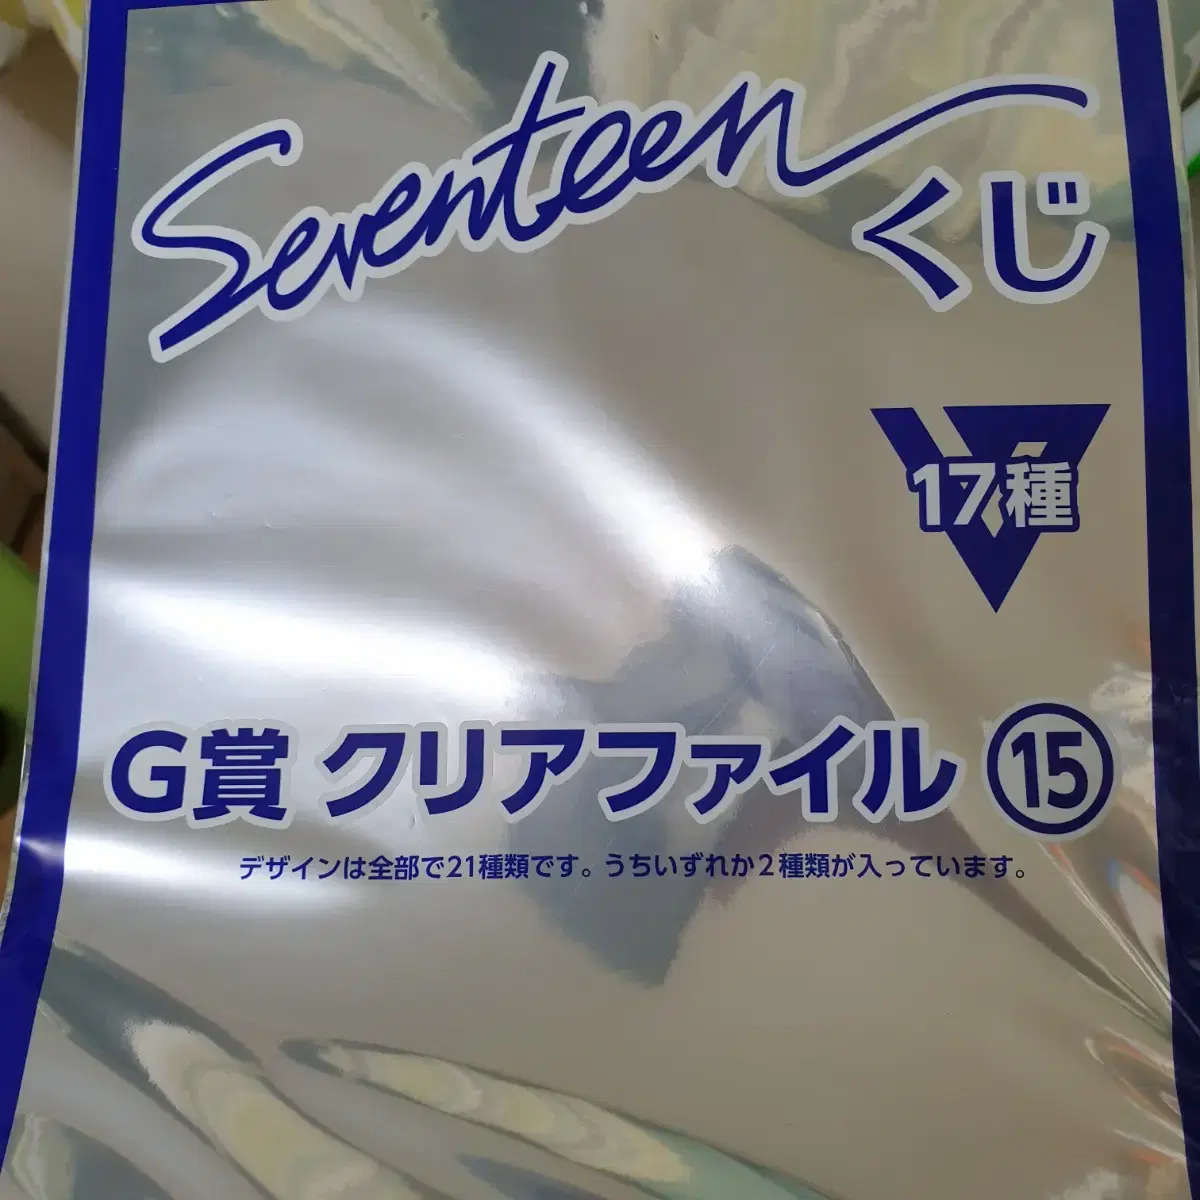 Seventeen
くじ
17種
G賞 クリアファイル ⑮
デザインは全部で21種類です。うちいずれか2種類が入っています。